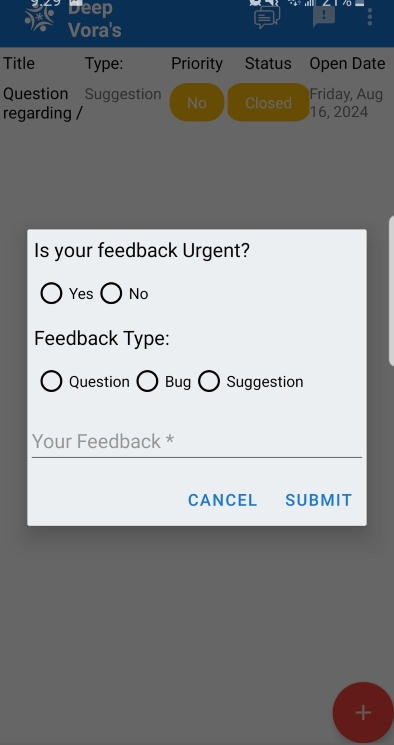 9:29 21%
Deep
Vora's
Title Type: Priority Status Open Date
Question Suggestion No Closed Friday, Aug
regarding / 16, 2024
Is your feedback Urgent?
Yes No
Feedback Type:
Question Bug Suggestion
Your Feedback *
CANCEL SUBMIT
+